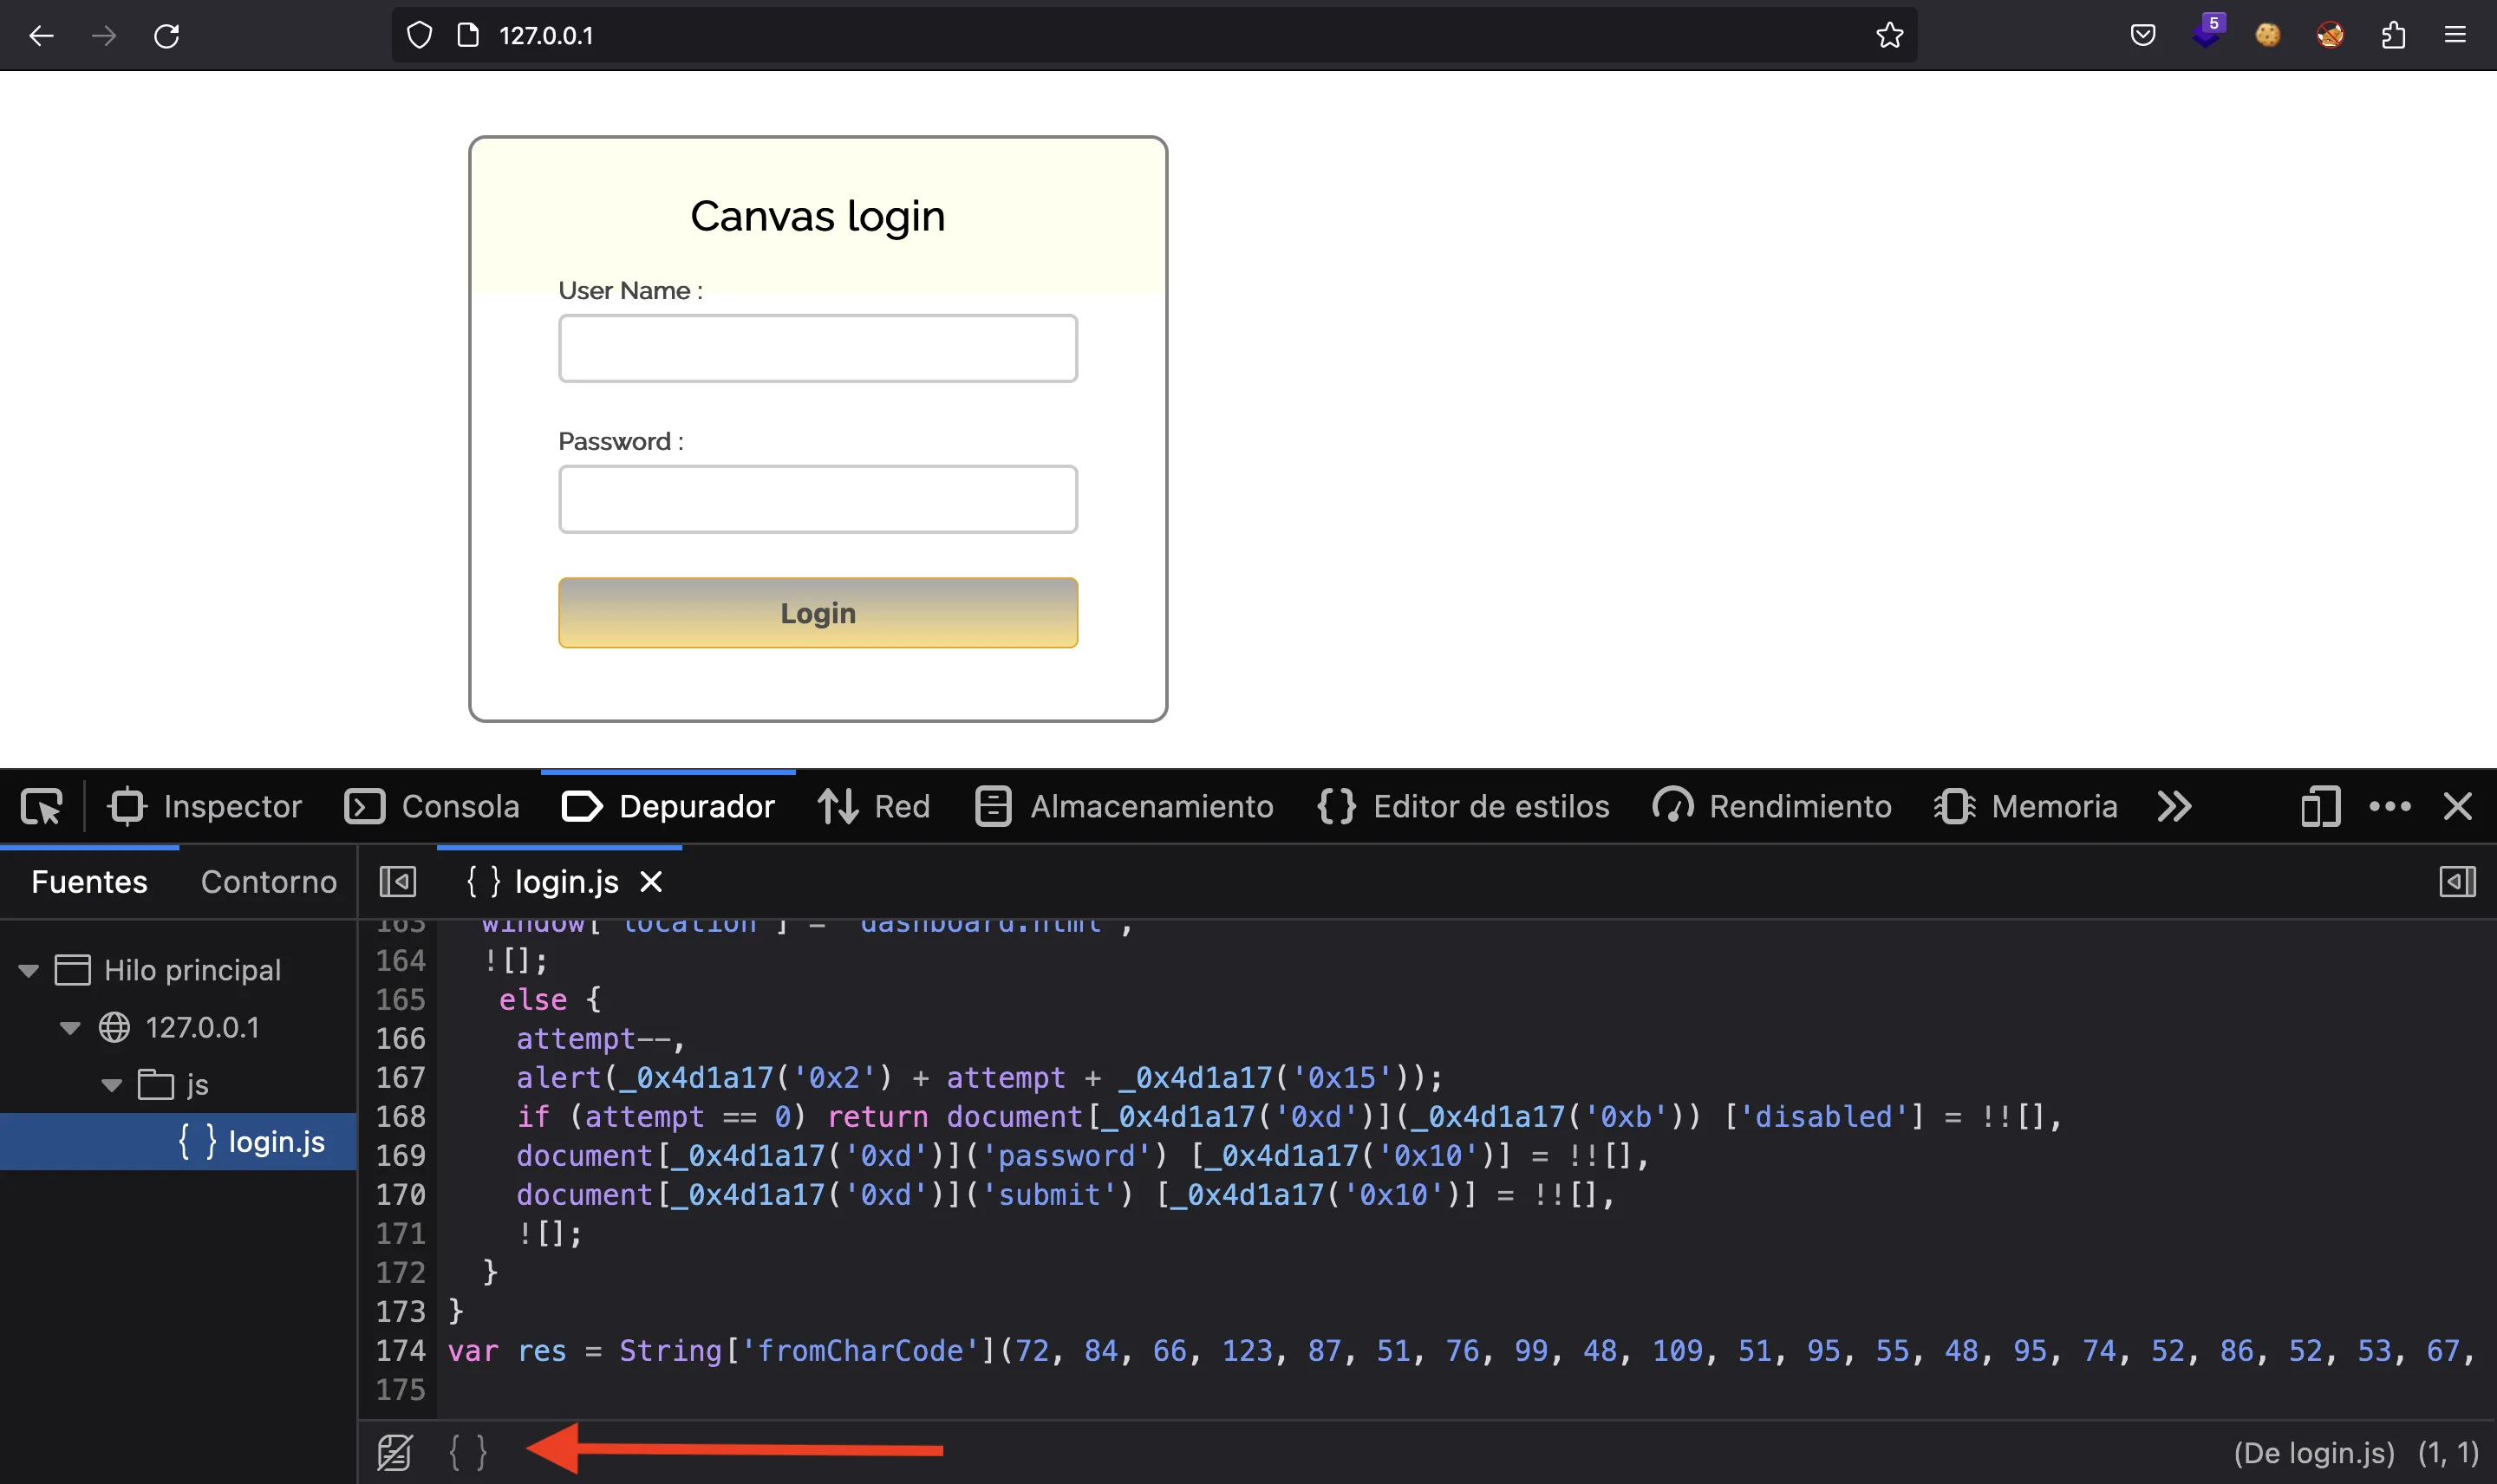 127.0.0.1
5
Canvas login
User Name :
Password :
Login
Inspector Consola Depurador Red Almacenamiento Editor de estilos Rendimiento Memoria
Fuentes Contorno { } login.js
Hilo principal
127.0.0.1
js
{ } login.js
163 window['location'] = 'dashboard.html',
164 ![];
165 else {
166 attempt--,
167 alert(_0x4d1a17('0x2') + attempt + _0x4d1a17('0x15'));
168 if (attempt == 0) return document[_0x4d1a17('0xd')](_0x4d1a17('0xb')) ['disabled'] = !![],
169 document[_0x4d1a17('0xd')]('password') [_0x4d1a17('0x10')] = !![],
170 document[_0x4d1a17('0xd')]('submit') [_0x4d1a17('0x10')] = !![],
171 ![];
172 }
173 }
174 var res = String['fromCharCode'](72, 84, 66, 123, 87, 51, 76, 99, 48, 109, 51, 95, 55, 48, 95, 74, 52, 86, 52, 53, 67,
175
{ } (De login.js) (1, 1)